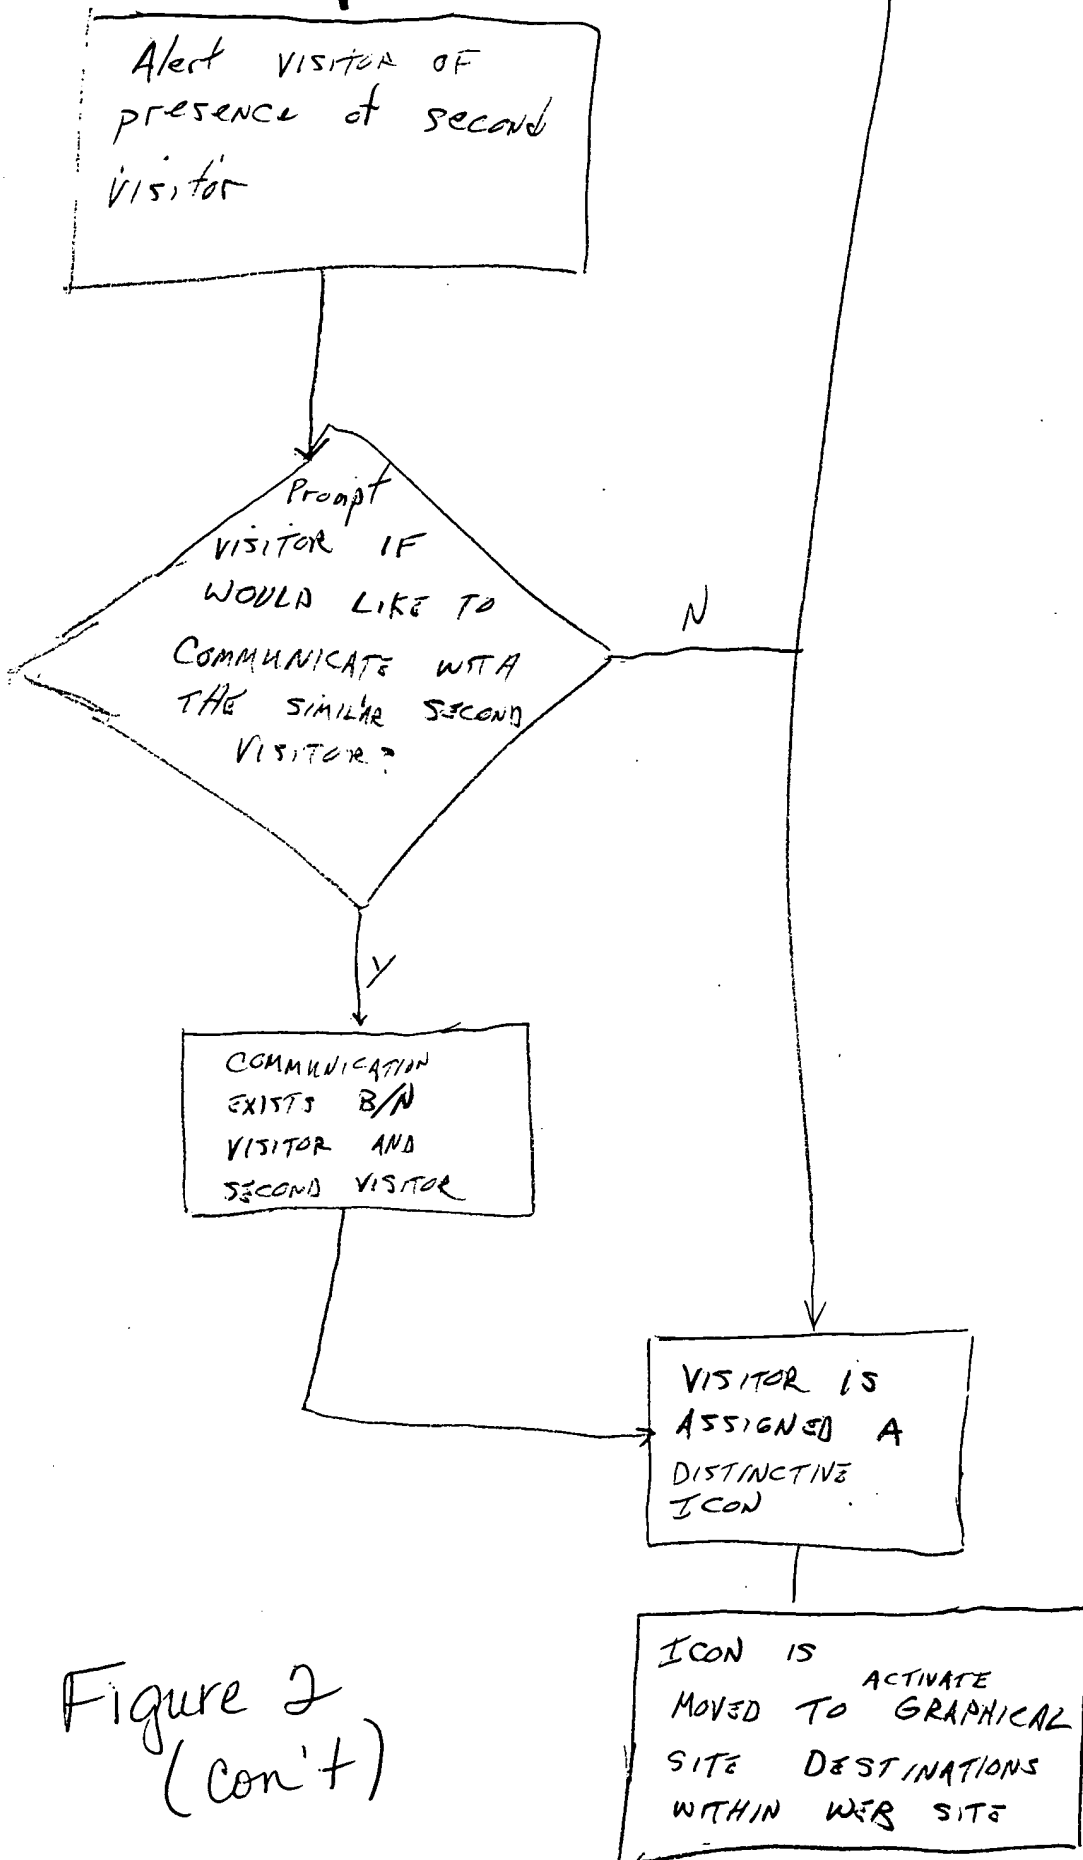 Alert VISITOR OF
presence of second
visitor
Prompt
VISITOR IF
WOULD LIKE TO
COMMUNICATE WITH
THE SIMILAR SECOND
VISITOR?
N
Y
COMMUNICATION
EXISTS B/N
VISITOR AND
SECOND VISITOR
VISITOR IS
ASSIGNED A
DISTINCTIVE
ICON
ICON IS
ACTIVATE
MOVED TO GRAPHICAL
SITE DESTINATIONS
WITHIN WEB SITE
Figure 2
(con't)